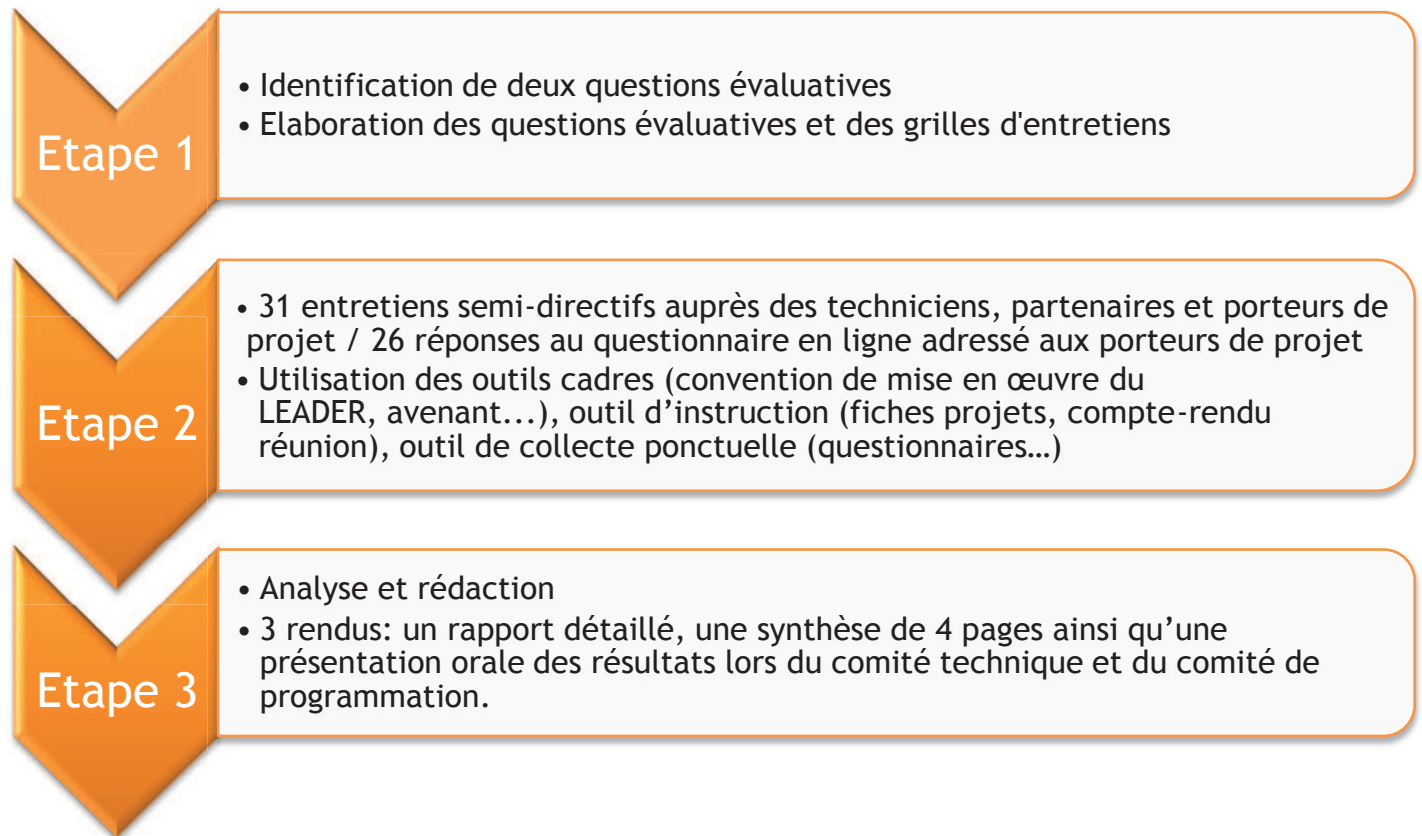 Etape 1
• Identification de deux questions évaluatives
• Elaboration des questions évaluatives et des grilles d'entretiens
Etape 2
• 31 entretiens semi-directifs auprès des techniciens, partenaires et porteurs de
projet / 26 réponses au questionnaire en ligne adressé aux porteurs de projet
• Utilisation des outils cadres (convention de mise en œuvre du
LEADER, avenant...), outil d’instruction (fiches projets, compte-rendu
réunion), outil de collecte ponctuelle (questionnaires…)
Etape 3
• Analyse et rédaction
• 3 rendus: un rapport détaillé, une synthèse de 4 pages ainsi qu’une
présentation orale des résultats lors du comité technique et du comité de
programmation.